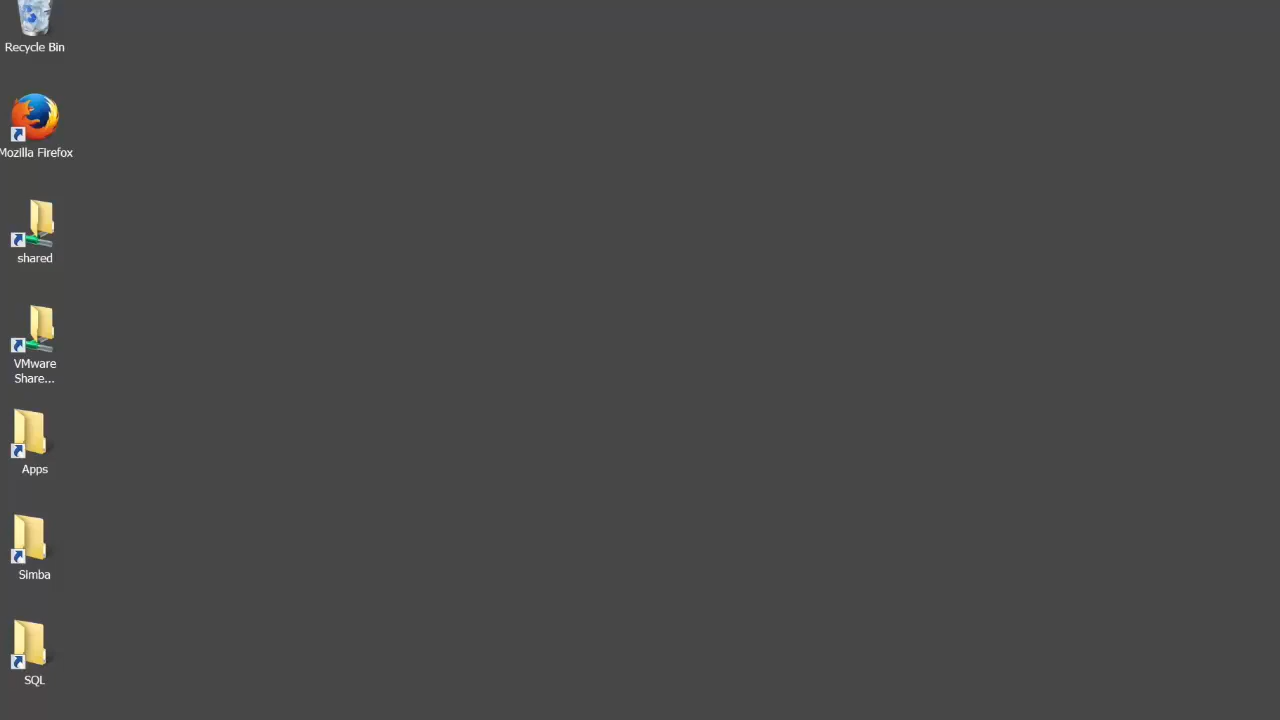 Recycle Bin
Mozilla Firefox
shared
VMware
Share...
Apps
Simba
SQL